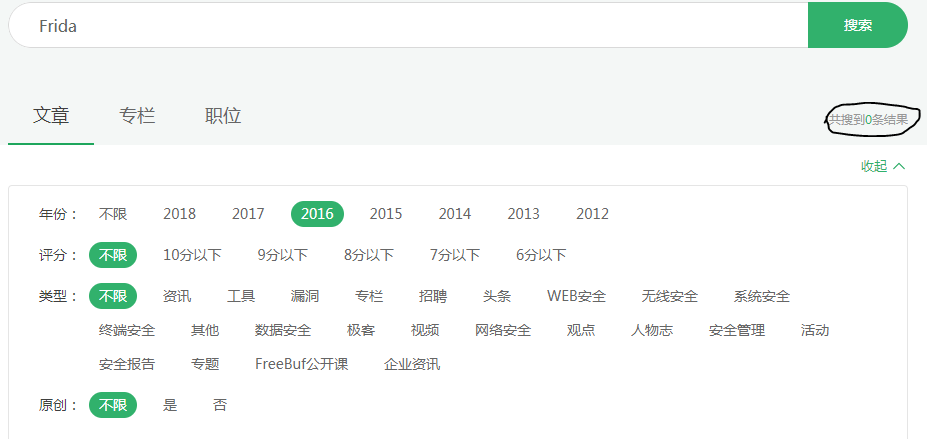 Frida 搜索
文章 专栏 职位 共搜到0条结果
收起
年份： 不限 2018 2017 2016 2015 2014 2013 2012
评分： 不限 10分以下 9分以下 8分以下 7分以下 6分以下
类型： 不限 资讯 工具 漏洞 专栏 招聘 头条 WEB安全 无线安全 系统安全
终端安全 其他 数据安全 极客 视频 网络安全 观点 人物志 安全管理 活动
安全报告 专题 FreeBuf公开课 企业资讯
原创： 不限 是 否